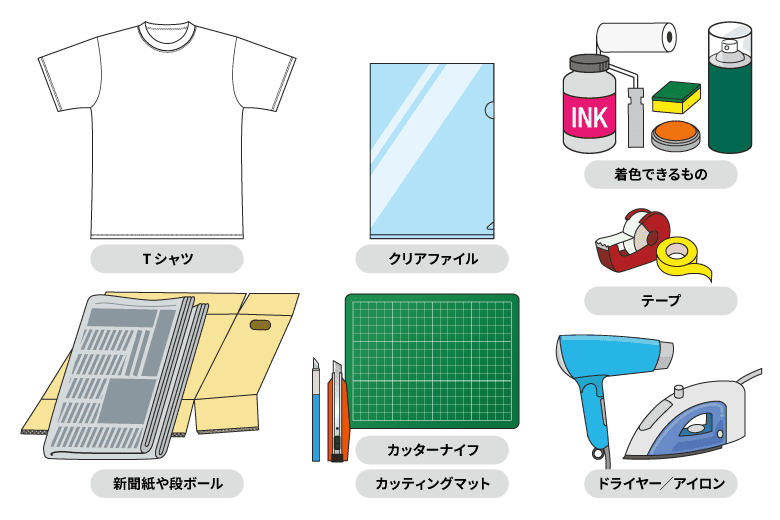 INK
着色できるもの
Tシャツ
クリアファイル
テープ
カッターナイフ
新聞紙や段ボール
カッティングマット
ドライヤー／アイロン